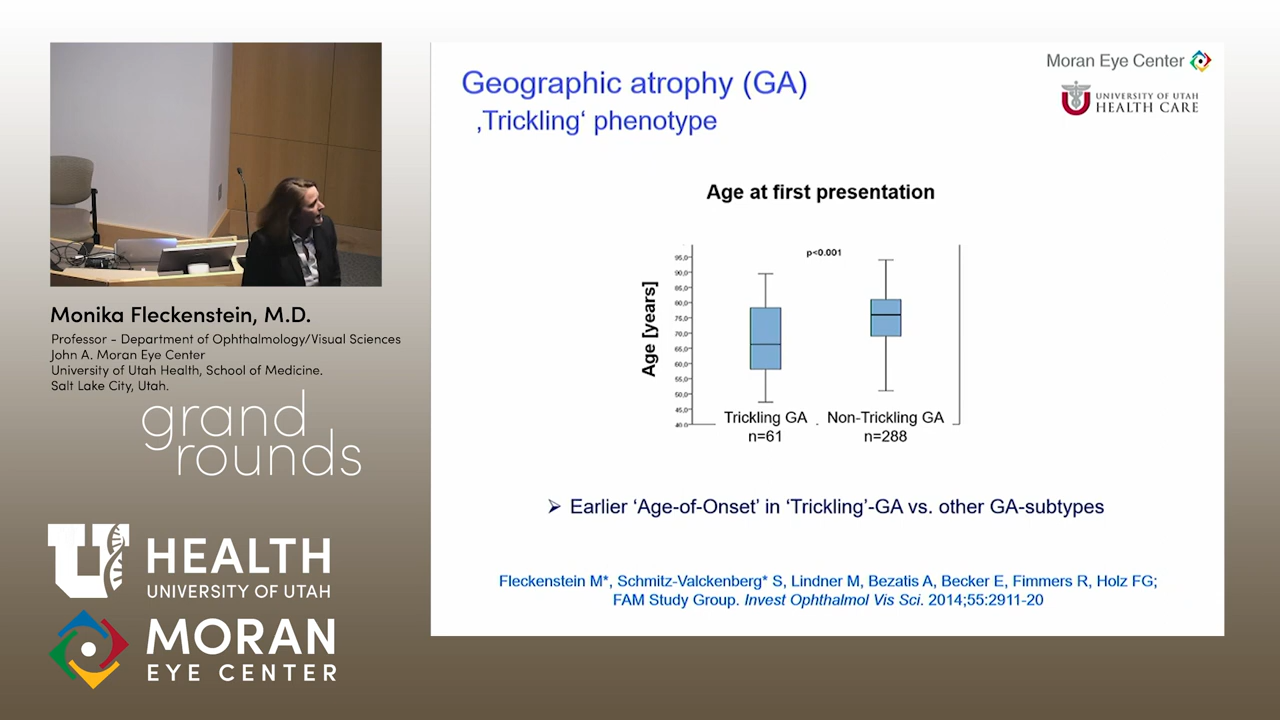 Monika Fleckenstein, M.D.
Professor - Department of Ophthalmology/Visual Sciences
John A. Moran Eye Center
University of Utah Health, School of Medicine.
Salt Lake City, Utah.
grand
rounds
U
HEALTH
UNIVERSITY OF UTAH
MORAN
EYE CENTER
Moran Eye Center
U
UNIVERSITY OF UTAH
HEALTH CARE
Geographic atrophy (GA)
‚Trickling‘ phenotype
Age at first presentation
p<0.001
Age [years]
95,0
90,0
85,0
80,0
75,0
70,0
65,0
60,0
55,0
50,0
45,0
40,0
Trickling GA Non-Trickling GA
n=61 n=288
➢ Earlier ‘Age-of-Onset’ in ‘Trickling’-GA vs. other GA-subtypes
Fleckenstein M*, Schmitz-Valckenberg* S, Lindner M, Bezatis A, Becker E, Fimmers R, Holz FG;
FAM Study Group. Invest Ophthalmol Vis Sci. 2014;55:2911-20